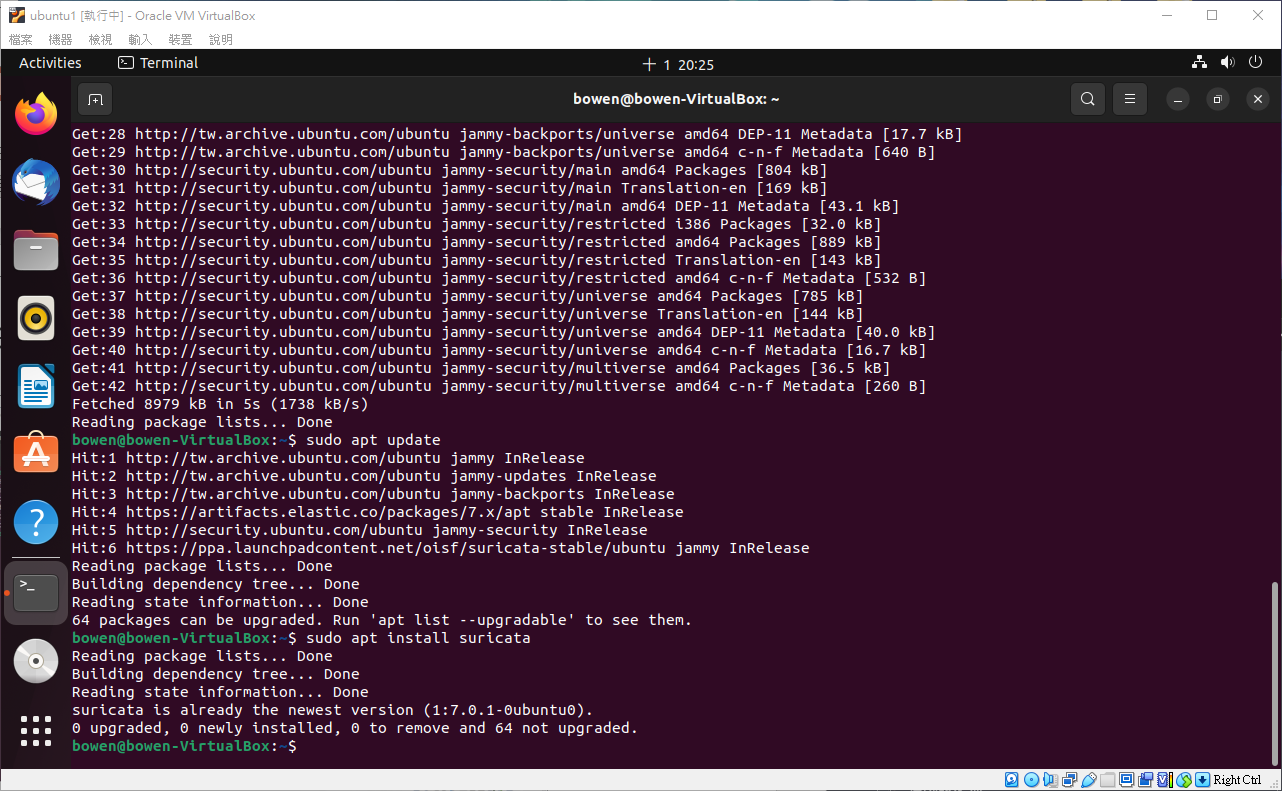 ubuntu1 [執行中] - Oracle VM VirtualBox
檔案 機器 檢視 輸入 裝置 說明
Activities Terminal 十 1 20:25
bowen@bowen-VirtualBox: ~
Get:28 http://tw.archive.ubuntu.com/ubuntu jammy-backports/universe amd64 DEP-11 Metadata [17.7 kB]
Get:29 http://tw.archive.ubuntu.com/ubuntu jammy-backports/universe amd64 c-n-f Metadata [640 B]
Get:30 http://security.ubuntu.com/ubuntu jammy-security/main amd64 Packages [804 kB]
Get:31 http://security.ubuntu.com/ubuntu jammy-security/main Translation-en [169 kB]
Get:32 http://security.ubuntu.com/ubuntu jammy-security/main amd64 DEP-11 Metadata [43.1 kB]
Get:33 http://security.ubuntu.com/ubuntu jammy-security/restricted i386 Packages [32.0 kB]
Get:34 http://security.ubuntu.com/ubuntu jammy-security/restricted amd64 Packages [889 kB]
Get:35 http://security.ubuntu.com/ubuntu jammy-security/restricted Translation-en [143 kB]
Get:36 http://security.ubuntu.com/ubuntu jammy-security/restricted amd64 c-n-f Metadata [532 B]
Get:37 http://security.ubuntu.com/ubuntu jammy-security/universe amd64 Packages [785 kB]
Get:38 http://security.ubuntu.com/ubuntu jammy-security/universe Translation-en [144 kB]
Get:39 http://security.ubuntu.com/ubuntu jammy-security/universe amd64 DEP-11 Metadata [40.0 kB]
Get:40 http://security.ubuntu.com/ubuntu jammy-security/universe amd64 c-n-f Metadata [16.7 kB]
Get:41 http://security.ubuntu.com/ubuntu jammy-security/multiverse amd64 Packages [36.5 kB]
Get:42 http://security.ubuntu.com/ubuntu jammy-security/multiverse amd64 c-n-f Metadata [260 B]
Fetched 8979 kB in 5s (1738 kB/s)
Reading package lists... Done
bowen@bowen-VirtualBox:~$ sudo apt update
Hit:1 http://tw.archive.ubuntu.com/ubuntu jammy InRelease
Hit:2 http://tw.archive.ubuntu.com/ubuntu jammy-updates InRelease
Hit:3 http://tw.archive.ubuntu.com/ubuntu jammy-backports InRelease
Hit:4 https://artifacts.elastic.co/packages/7.x/apt stable InRelease
Hit:5 http://security.ubuntu.com/ubuntu jammy-security InRelease
Hit:6 https://ppa.launchpadcontent.net/oisf/suricata-stable/ubuntu jammy InRelease
Reading package lists... Done
Building dependency tree... Done
Reading state information... Done
64 packages can be upgraded. Run 'apt list --upgradable' to see them.
bowen@bowen-VirtualBox:~$ sudo apt install suricata
Reading package lists... Done
Building dependency tree... Done
Reading state information... Done
suricata is already the newest version (1:7.0.1-0ubuntu0).
0 upgraded, 0 newly installed, 0 to remove and 64 not upgraded.
bowen@bowen-VirtualBox:~$
Right Ctrl